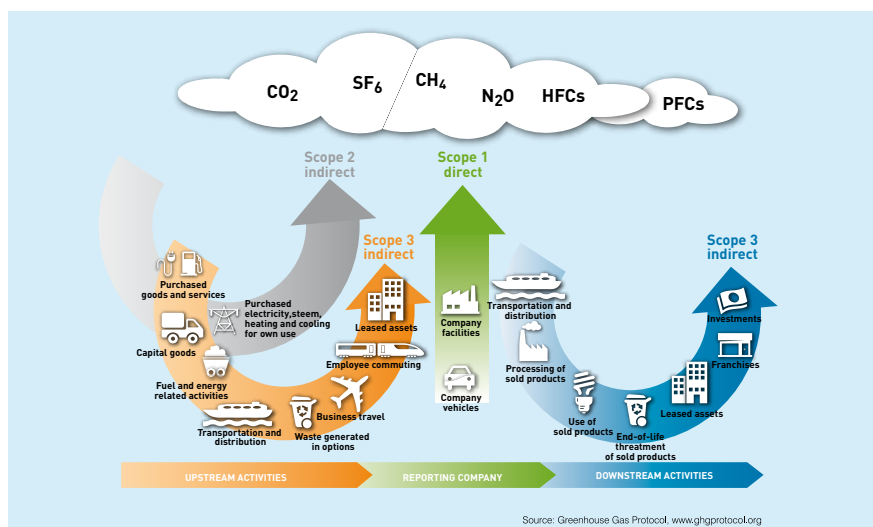 CO2
SF6
CH4
N2O
HFCs
PFCs
Scope 2
indirect
Scope 1
direct
Scope 3
indirect
Scope 3
indirect
Purchased
goods and services
Capital goods
Fuel and energy
related activities
Purchased
electricity,steem,
heating and cooling
for own use
Transportation and
distribution
Waste generated
in options
Business travel
Employee commuting
Leased assets
Company
facilities
Company
vehicles
Transportation and
distribution
Processing of
sold products
Use of
sold products
End-of-life
threatment
of sold products
Leased assets
Franchises
Investments
UPSTREAM ACTIVITIES
REPORTING COMPANY
DOWNSTREAM ACTIVITIES
Source: Greenhouse Gas Protocol, www.ghgprotocol.org